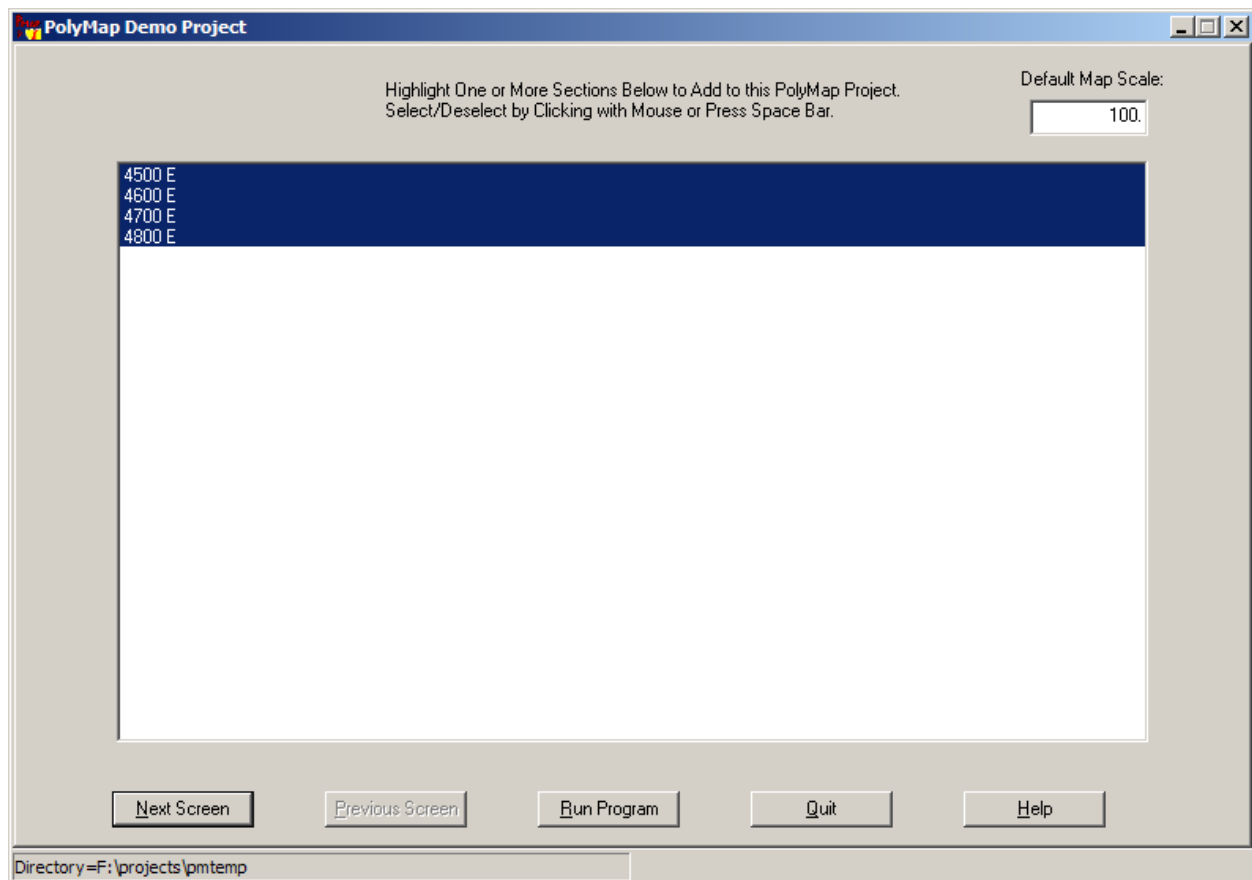 PolyMap Demo Project
Highlight One or More Sections Below to Add to this PolyMap Project.
Select/Deselect by Clicking with Mouse or Press Space Bar.
Default Map Scale:
100.
4500 E
4600 E
4700 E
4800 E
Next Screen
Previous Screen
Run Program
Quit
Help
Directory=F:\projects\pmtemp